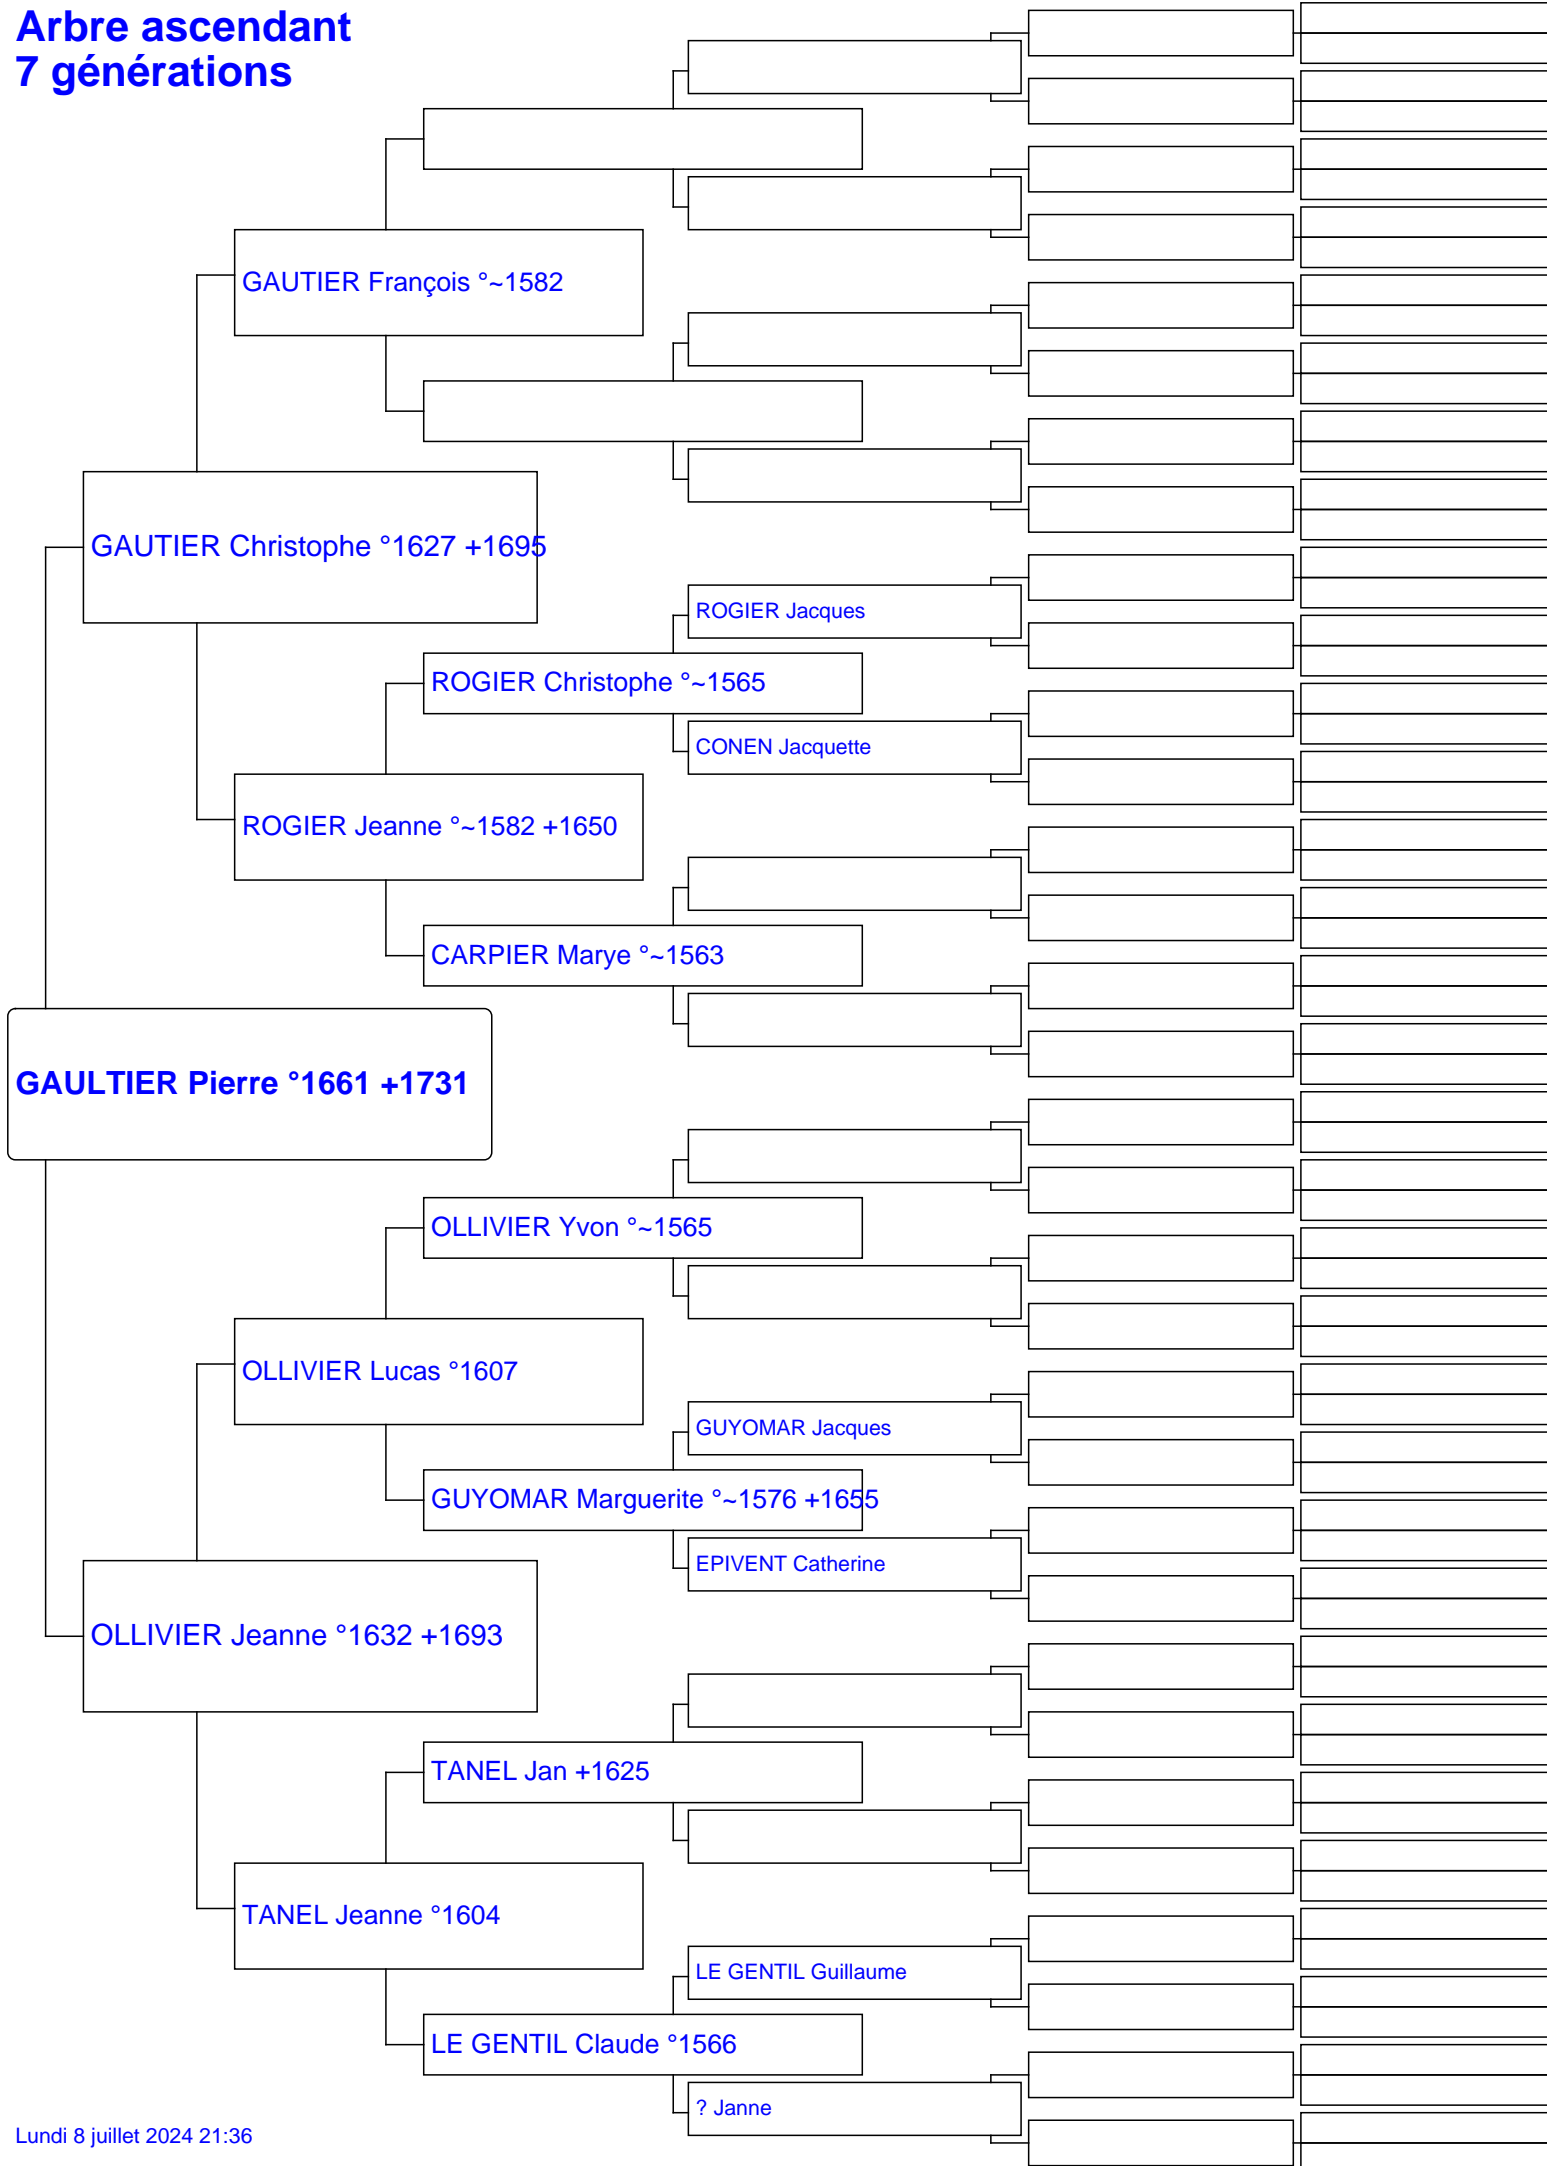 Arbre ascendant
7 générations
GAUTIER François °~1582
GAUTIER Christophe °1627 +1695
ROGIER Jacques
ROGIER Christophe °~1565
CONEN Jacquette
ROGIER Jeanne °~1582 +1650
CARPIER Marye °~1563
GAULTIER Pierre °1661 +1731
OLLIVIER Yvon °~1565
OLLIVIER Lucas °1607
GUYOMAR Jacques
GUYOMAR Marguerite °~1576 +1655
EPIVENT Catherine
OLLIVIER Jeanne °1632 +1693
TANEL Jan +1625
TANEL Jeanne °1604
LE GENTIL Guillaume
LE GENTIL Claude °1566
? Janne
Lundi 8 juillet 2024 21:36